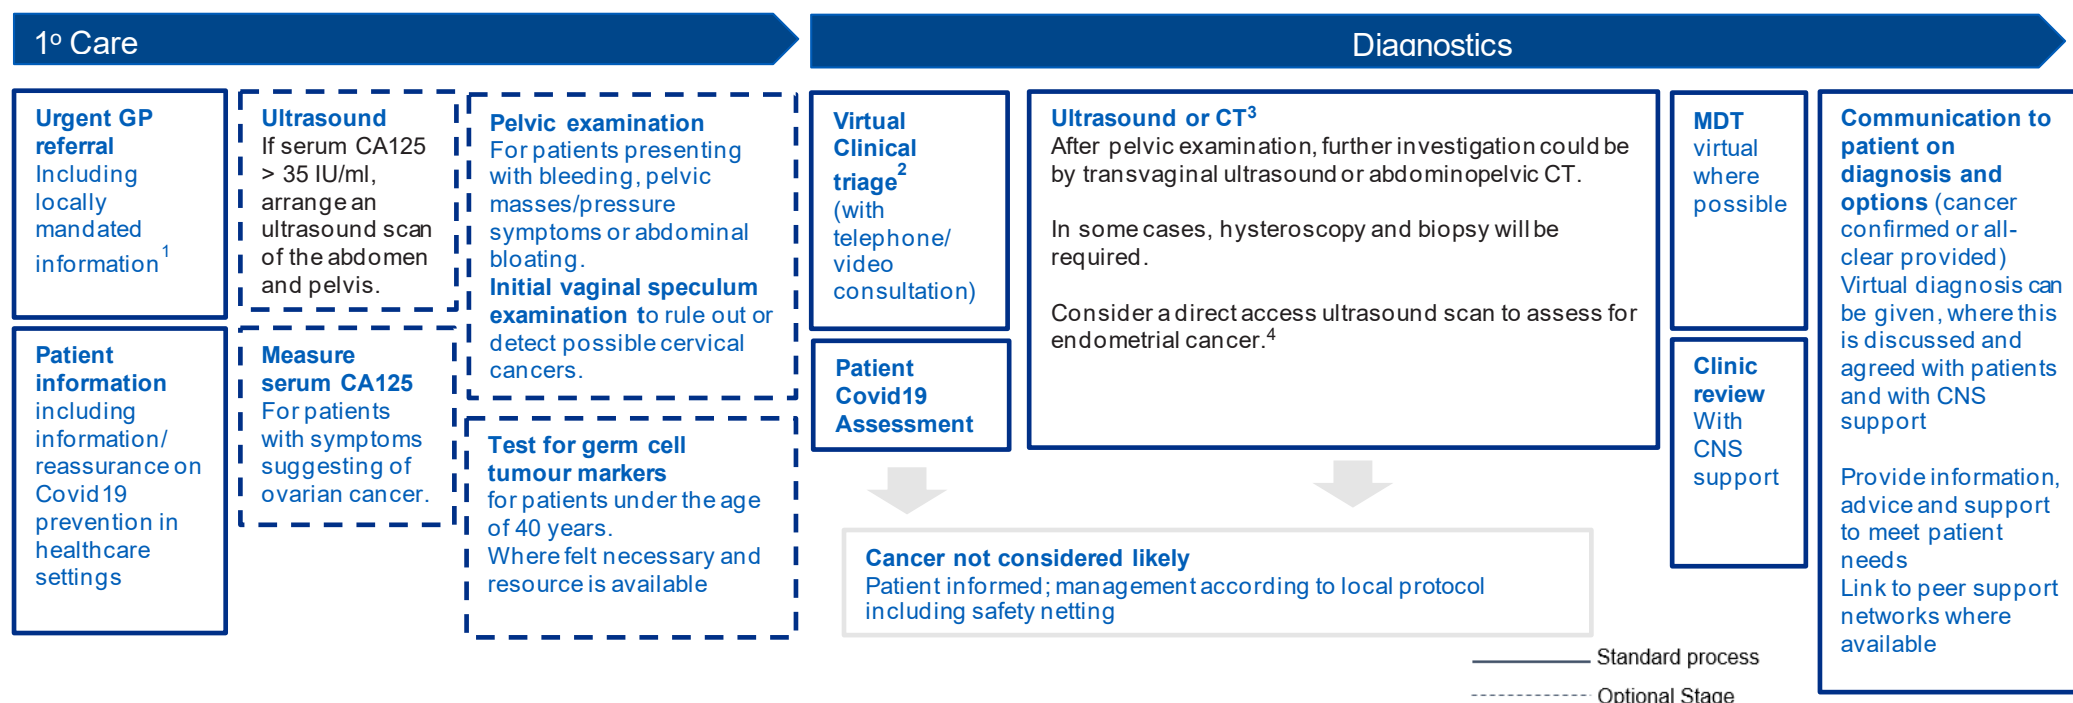 1º Care
Diagnostics
Urgent GP
referral
Including
locally
mandated
information1
Patient
information
including
information/
reassurance on
Covid19
prevention in
healthcare
settings
Ultrasound
If serum CA125
> 35 IU/ml,
arrange an
ultrasound scan
of the abdomen
and pelvis.
Measure
serum CA125
For patients
with symptoms
suggesting of
ovarian cancer.
Pelvic examination
For patients presenting
with bleeding, pelvic
masses/pressure
symptoms or abdominal
bloating.
Initial vaginal speculum
examination to rule out or
detect possible cervical
cancers.
Test for germ cell
tumour markers
for patients under the age
of 40 years.
Where felt necessary and
resource is available
Virtual
Clinical
triage2
(with
telephone/
video
consultation)
Patient
Covid19
Assessment
Ultrasound or CT3
After pelvic examination, further investigation could be
by transvaginal ultrasound or abdominopelvic CT.
In some cases, hysteroscopy and biopsy will be
required.
Consider a direct access ultrasound scan to assess for
endometrial cancer.4
Cancer not considered likely
Patient informed; management according to local protocol
including safety netting
MDT
virtual
where
possible
Clinic
review
With
CNS
support
Communication to
patient on
diagnosis and
options (cancer
confirmed or all-
clear provided)
Virtual diagnosis can
be given, where this
is discussed and
agreed with patients
and with CNS
support
Provide information,
advice and support
to meet patient
needs
Link to peer support
networks where
available
Standard process
Optional Stage